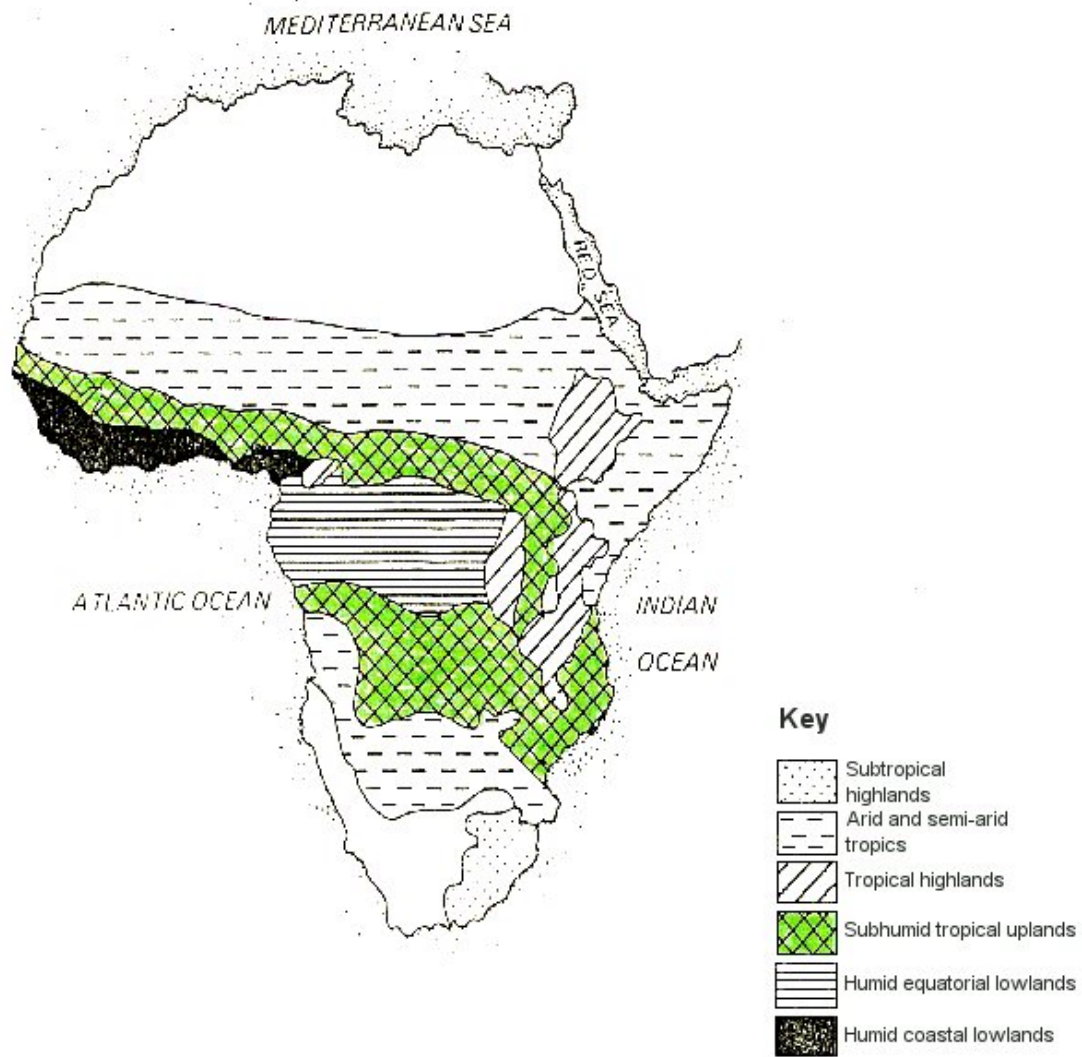 MEDITERRANEAN SEA
RED SEA
ATLANTIC OCEAN
INDIAN
OCEAN
Key
Subtropical
highlands
Arid and semi-arid
tropics
Tropical highlands
Subhumid tropical uplands
Humid equatorial lowlands
Humid coastal lowlands